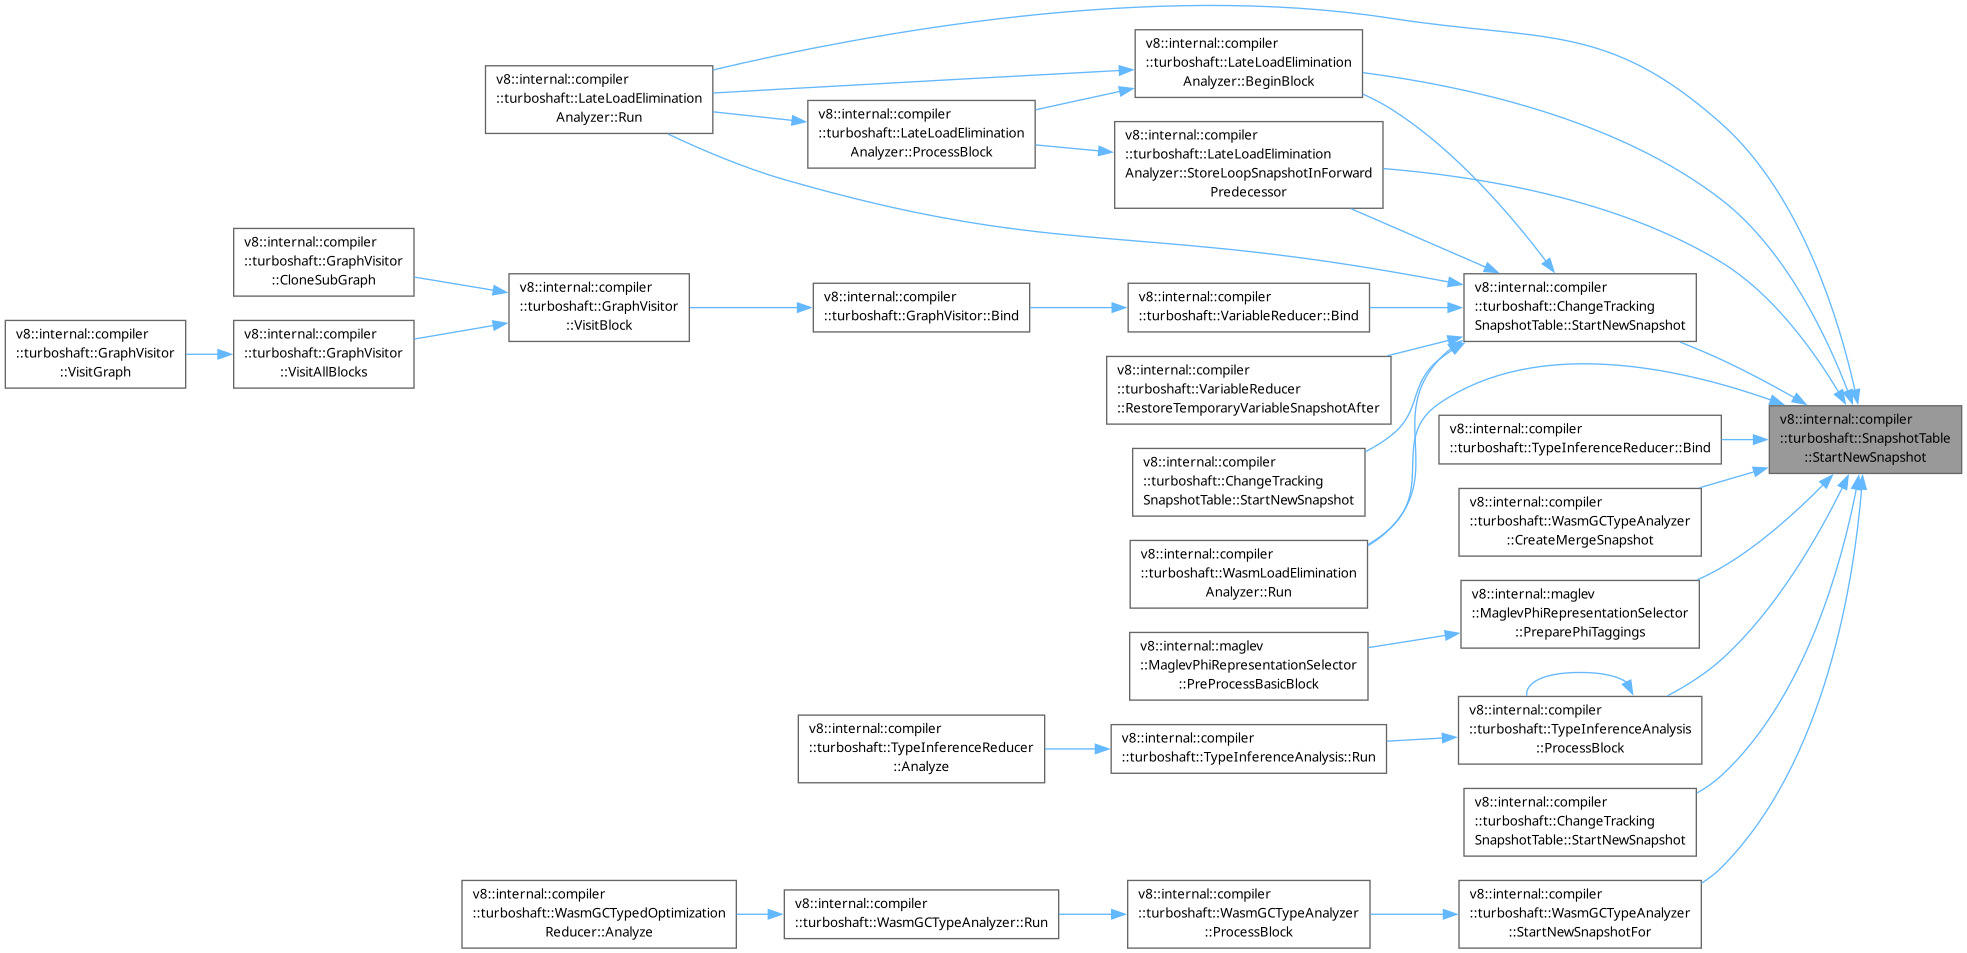 v8::internal::compiler
::turboshaft::LateLoadElimination
Analyzer::BeginBlock
v8::internal::compiler
::turboshaft::LateLoadElimination
Analyzer::Run
v8::internal::compiler
::turboshaft::LateLoadElimination
Analyzer::ProcessBlock
v8::internal::compiler
::turboshaft::LateLoadElimination
Analyzer::StoreLoopSnapshotInForward
Predecessor
v8::internal::compiler
::turboshaft::GraphVisitor
::CloneSubGraph
v8::internal::compiler
::turboshaft::GraphVisitor
::VisitBlock
v8::internal::compiler
::turboshaft::GraphVisitor::Bind
v8::internal::compiler
::turboshaft::VariableReducer::Bind
v8::internal::compiler
::turboshaft::ChangeTracking
SnapshotTable::StartNewSnapshot
v8::internal::compiler
::turboshaft::GraphVisitor
::VisitGraph
v8::internal::compiler
::turboshaft::GraphVisitor
::VisitAllBlocks
v8::internal::compiler
::turboshaft::VariableReducer
::RestoreTemporaryVariableSnapshotAfter
v8::internal::compiler
::turboshaft::SnapshotTable
::StartNewSnapshot
v8::internal::compiler
::turboshaft::TypeInferenceReducer::Bind
v8::internal::compiler
::turboshaft::ChangeTracking
SnapshotTable::StartNewSnapshot
v8::internal::compiler
::turboshaft::WasmGCTypeAnalyzer
::CreateMergeSnapshot
v8::internal::compiler
::turboshaft::WasmLoadElimination
Analyzer::Run
v8::internal::maglev
::MaglevPhiRepresentationSelector
::PreparePhiTaggings
v8::internal::maglev
::MaglevPhiRepresentationSelector
::PreProcessBasicBlock
v8::internal::compiler
::turboshaft::TypeInferenceAnalysis
::ProcessBlock
v8::internal::compiler
::turboshaft::TypeInferenceReducer
::Analyze
v8::internal::compiler
::turboshaft::TypeInferenceAnalysis::Run
v8::internal::compiler
::turboshaft::ChangeTracking
SnapshotTable::StartNewSnapshot
v8::internal::compiler
::turboshaft::WasmGCTypedOptimization
Reducer::Analyze
v8::internal::compiler
::turboshaft::WasmGCTypeAnalyzer::Run
v8::internal::compiler
::turboshaft::WasmGCTypeAnalyzer
::ProcessBlock
v8::internal::compiler
::turboshaft::WasmGCTypeAnalyzer
::StartNewSnapshotFor